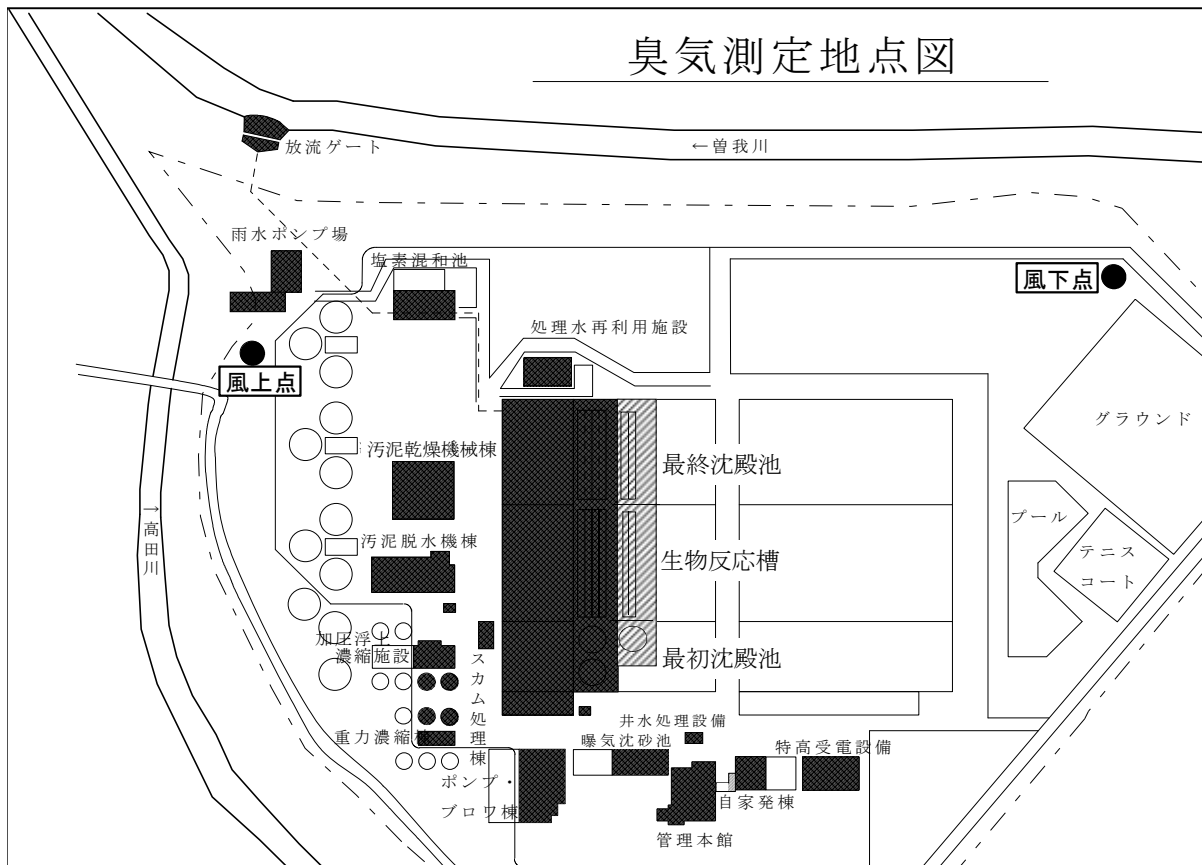 臭気測定地点図
放流ゲート
←曽我川
雨水ポンプ場
塩素混和池
風下点
処理水再利用施設
風上点
グラウンド
汚泥乾燥機械棟
最終沈殿池
プール
→高田川
汚泥脱水機棟
生物反応槽
テニス
コート
加圧浮上
濃縮施設
スカム処理棟
最初沈殿池
重力濃縮棟
井水処理設備
曝気沈砂池
特高受電設備
ポンプ・
ブロワ棟
自家発棟
管理本館